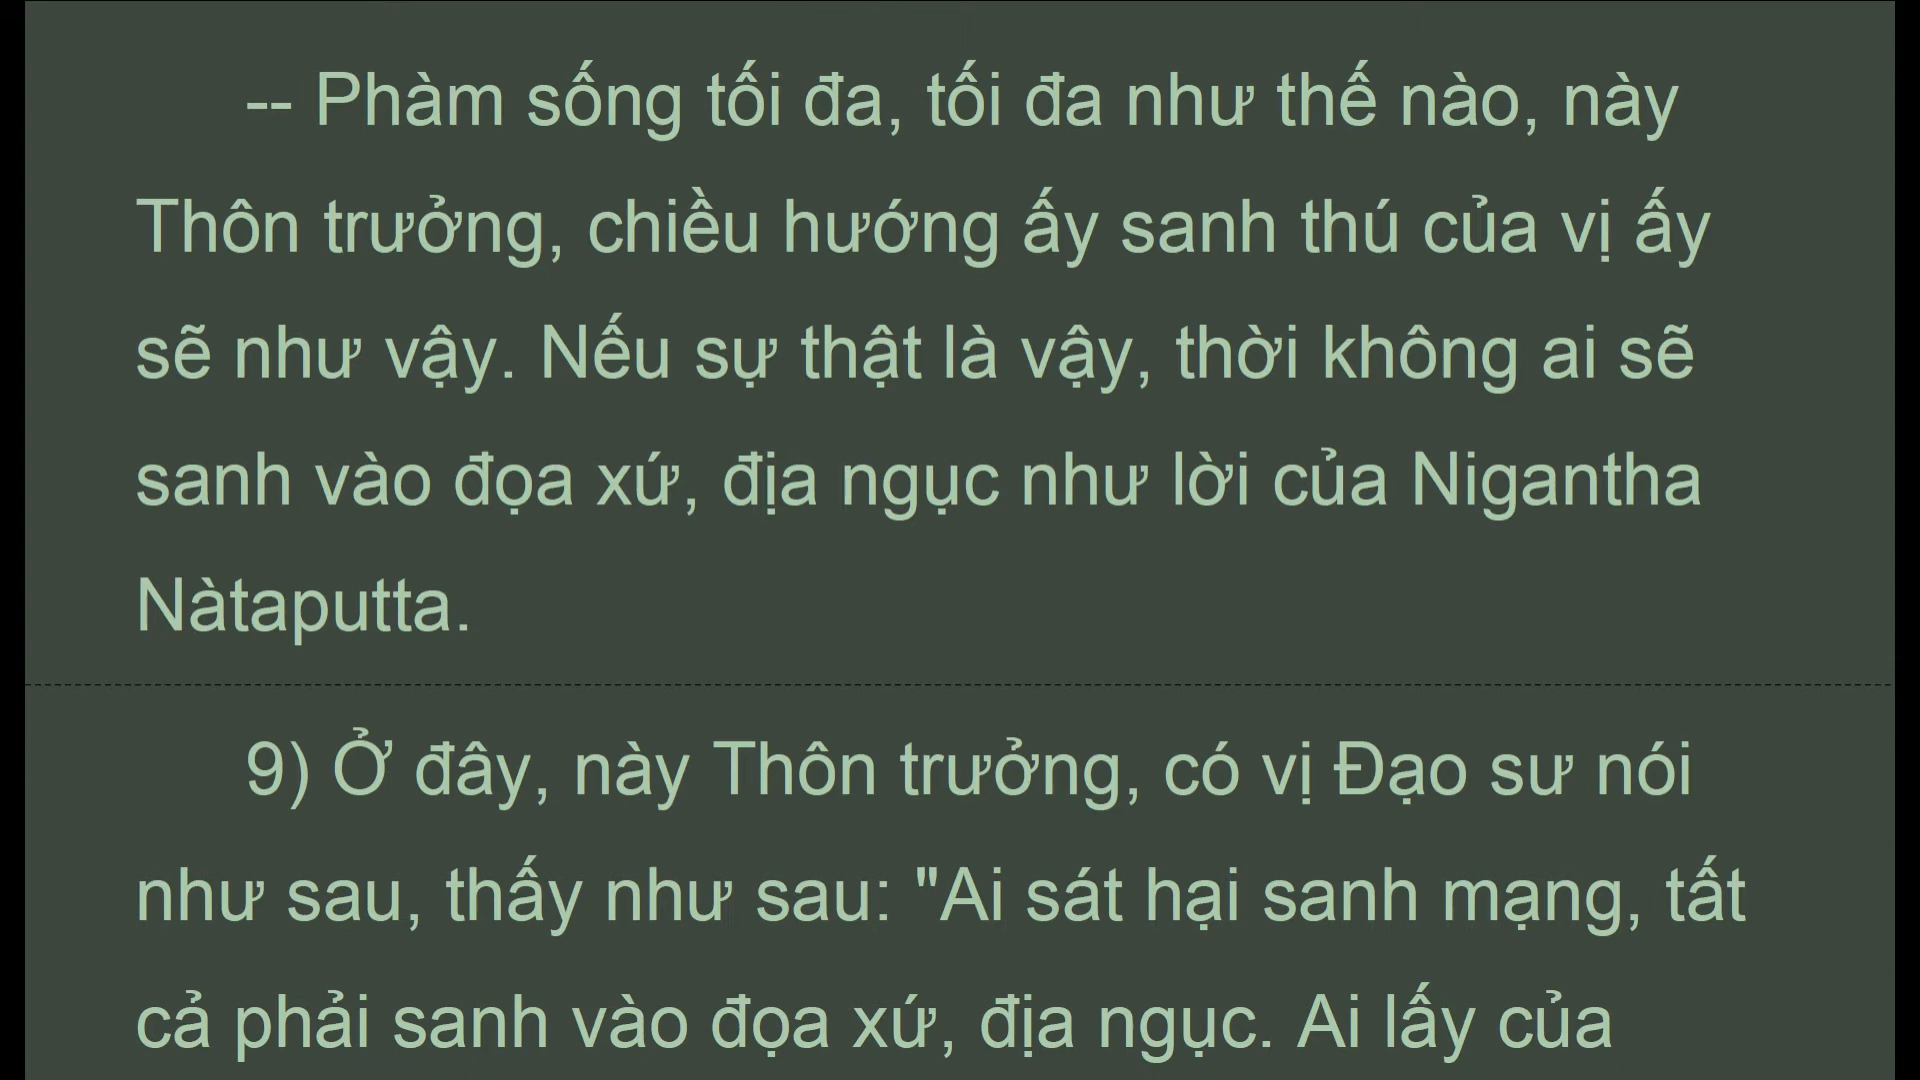 -- Phàm sống tối đa, tối đa như thế nào, này
Thôn trưởng, chiều hướng ấy sanh thú của vị ấy
sẽ như vậy. Nếu sự thật là vậy, thời không ai sẽ
sanh vào đọa xứ, địa ngục như lời của Nigantha
Nàtaputta.
9) Ở đây, này Thôn trưởng, có vị Đạo sư nói
như sau, thấy như sau: "Ai sát hại sanh mạng, tất
cả phải sanh vào đọa xứ, địa ngục. Ai lấy của